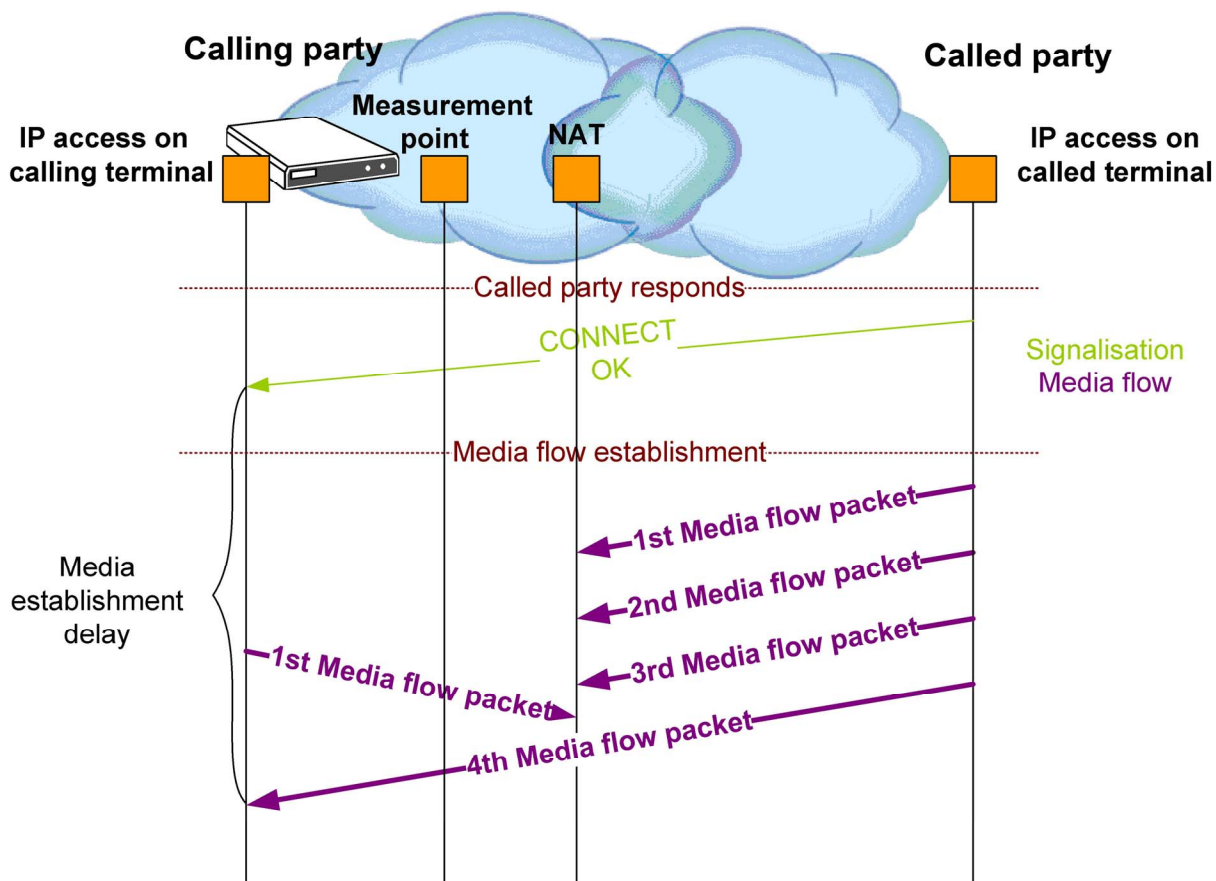 Calling party
Called party
Measurement
point
NAT
IP access on
calling terminal
IP access on
called terminal
Called party responds
CONNECT
OK
Signalisation
Media flow
Media flow establishment
1st Media flow packet
2nd Media flow packet
Media
establishment
delay
3rd Media flow packet
1st Media flow packet
4th Media flow packet